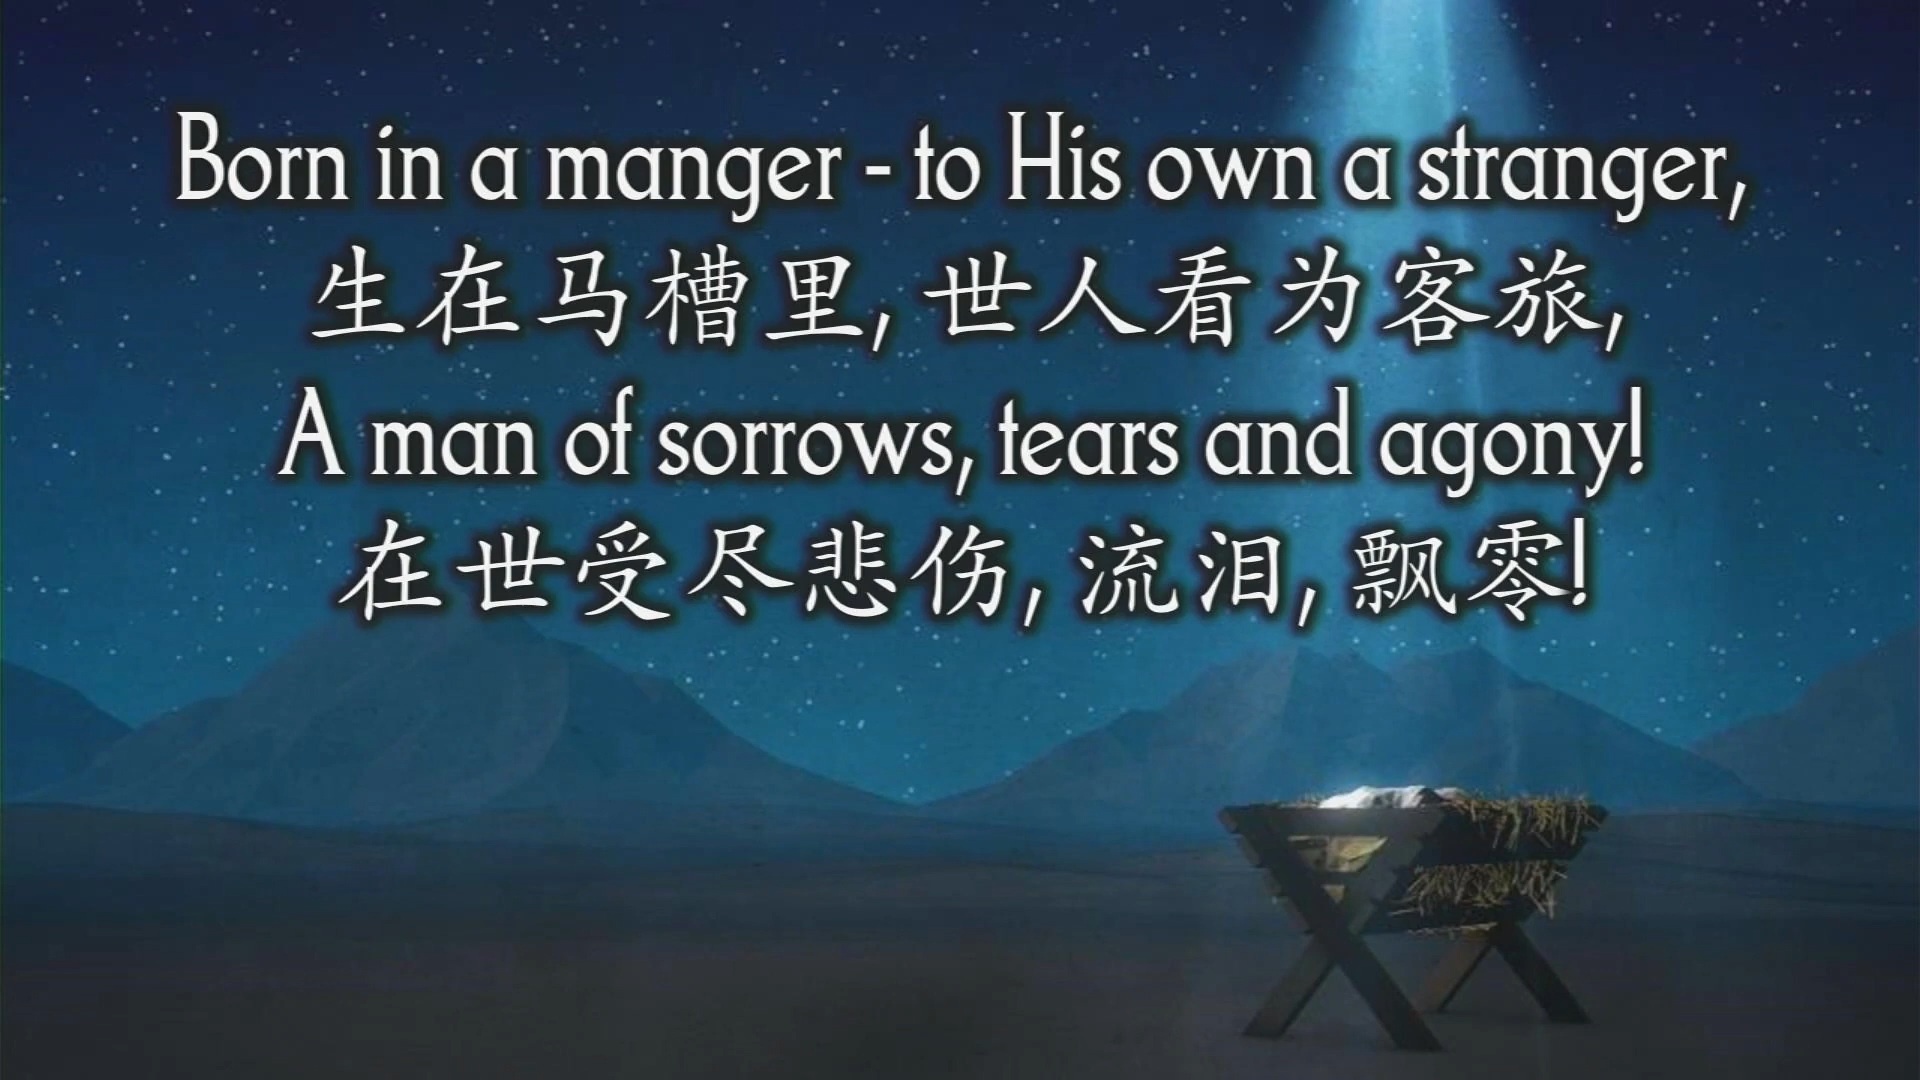 Born in a manger - to His own a stranger,
生在马槽里, 世人看为客旅,
A man of sorrows, tears and agony!
在世受尽悲伤, 流泪, 飘零!